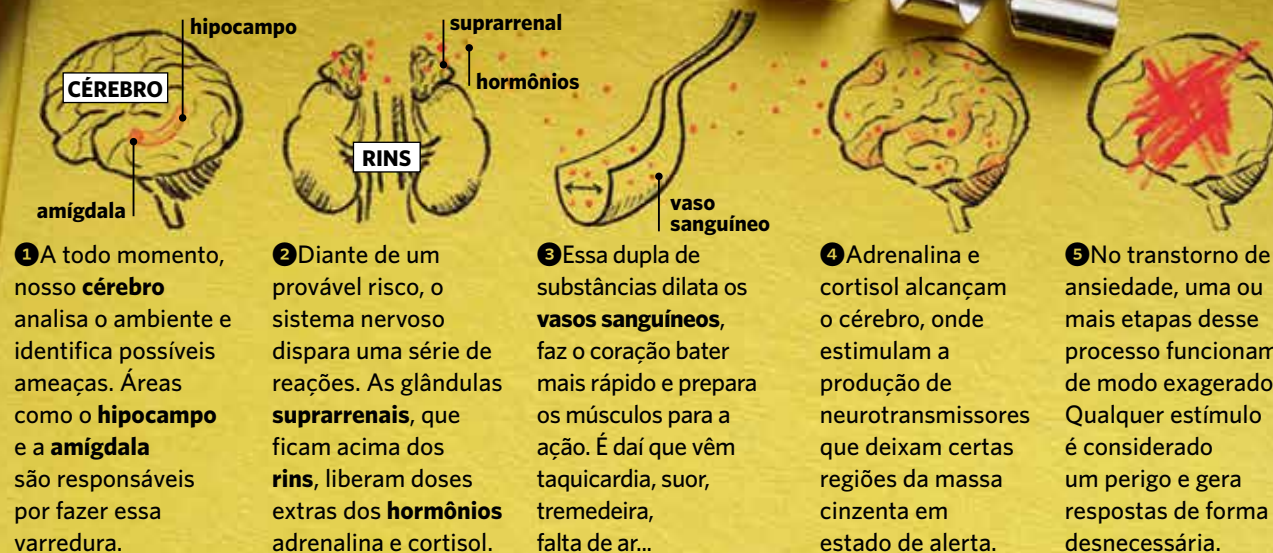 hipocampo
CÉREBRO
amígdala
❶A todo momento,
nosso cérebro
analisa o ambiente e
identifica possíveis
ameaças. Áreas
como o hipocampo
e a amígdala
são responsáveis
por fazer essa
varredura.
suprarrenal
hormônios
RINS
❷Diante de um
provável risco, o
sistema nervoso
dispara uma série de
reações. As glândulas
suprarrenais, que
ficam acima dos
rins, liberam doses
extras dos hormônios
adrenalina e cortisol.
vaso
sanguíneo
❸Essa dupla de
substâncias dilata os
vasos sanguíneos,
faz o coração bater
mais rápido e prepara
os músculos para a
ação. É daí que vêm
taquicardia, suor,
tremedeira,
falta de ar...
❹Adrenalina e
cortisol alcançam
o cérebro, onde
estimulam a
produção de
neurotransmissores
que deixam certas
regiões da massa
cinzenta em
estado de alerta.
❺No transtorno de
ansiedade, uma ou
mais etapas desse
processo funcionam
de modo exagerado
Qualquer estímulo
é considerado
um perigo e gera
respostas de forma
desnecessária.